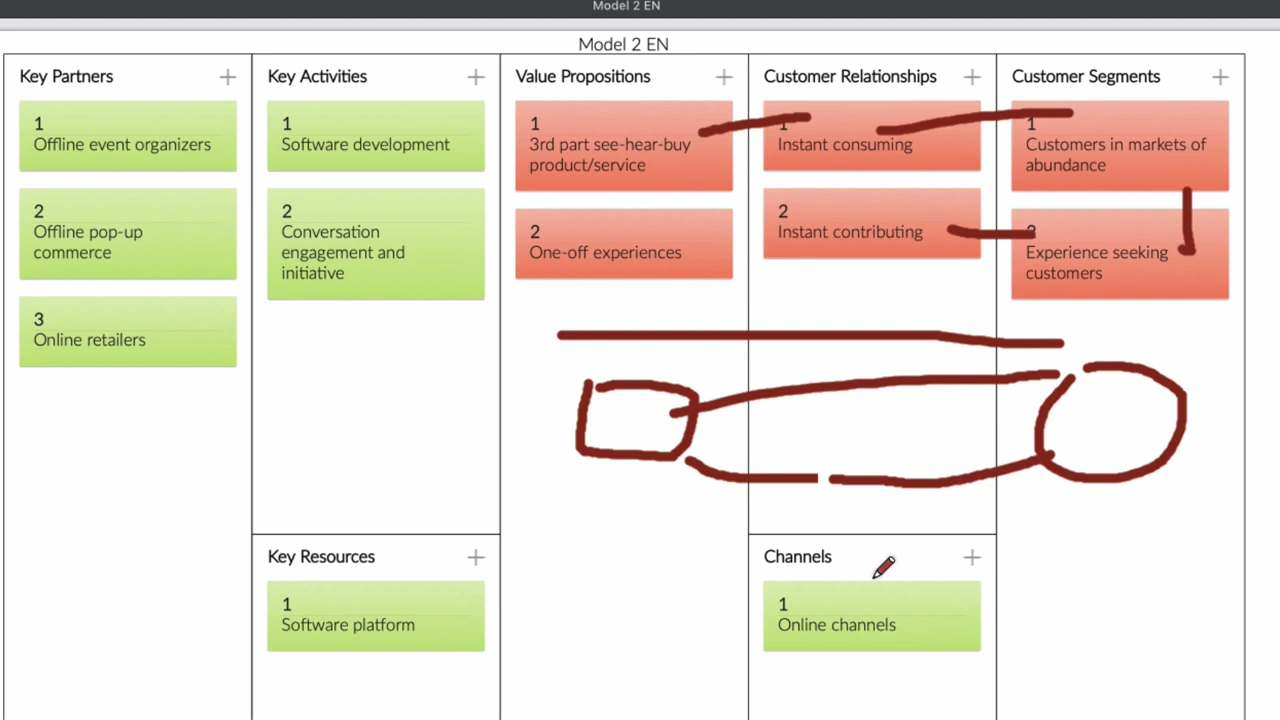 Model 2 EN
Model 2 EN
Key Partners
1
Offline event organizers
2
Offline pop-up
commerce
3
Online retailers
Key Activities
1
Software development
2
Conversation
engagement and
initiative
Key Resources
1
Software platform
Value Propositions
1
3rd part see-hear-buy
product/service
2
One-off experiences
Customer Relationships
1
Instant consuming
2
Instant contributing
Channels
1
Online channels
Customer Segments
1
Customers in markets of
abundance
2
Experience seeking
customers